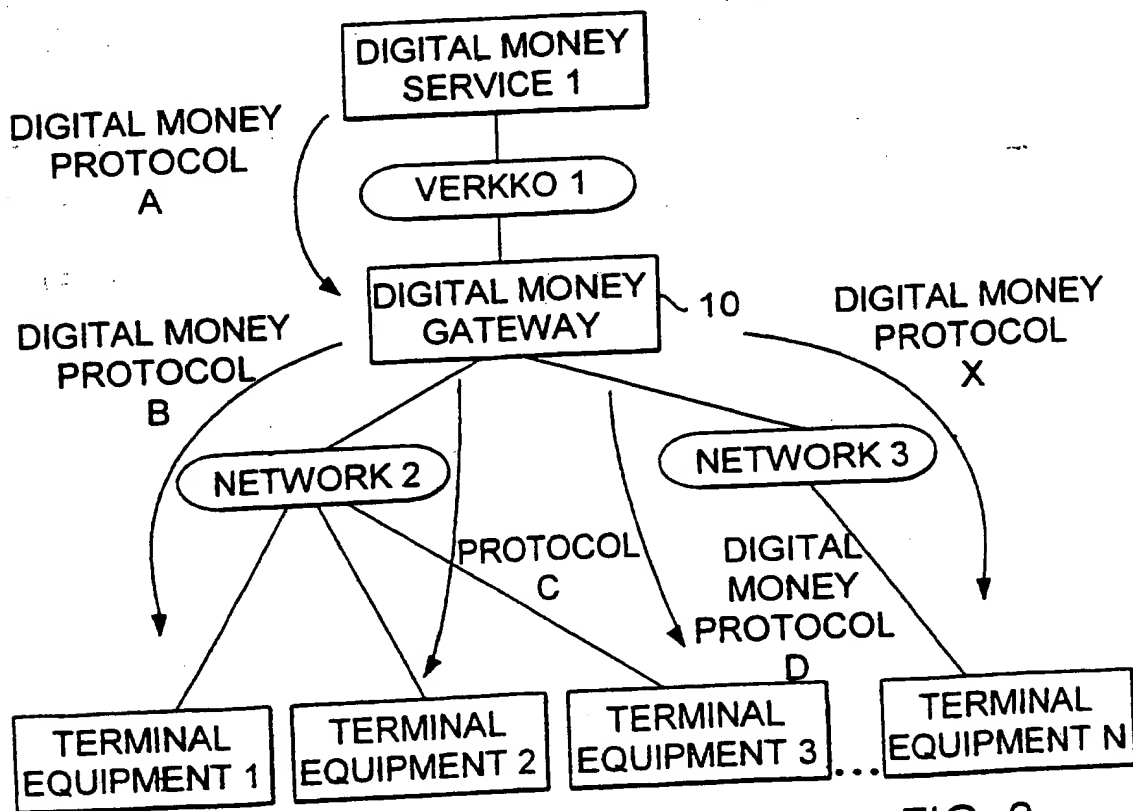 DIGITAL MONEY
SERVICE 1
DIGITAL MONEY
PROTOCOL
A
VERKKO 1
DIGITAL MONEY
GATEWAY
10
DIGITAL MONEY
PROTOCOL
B
DIGITAL MONEY
PROTOCOL
X
NETWORK 2
NETWORK 3
PROTOCOL
C
DIGITAL
MONEY
PROTOCOL
D
TERMINAL
EQUIPMENT 1
TERMINAL
EQUIPMENT 2
TERMINAL
EQUIPMENT 3
...
TERMINAL
EQUIPMENT N